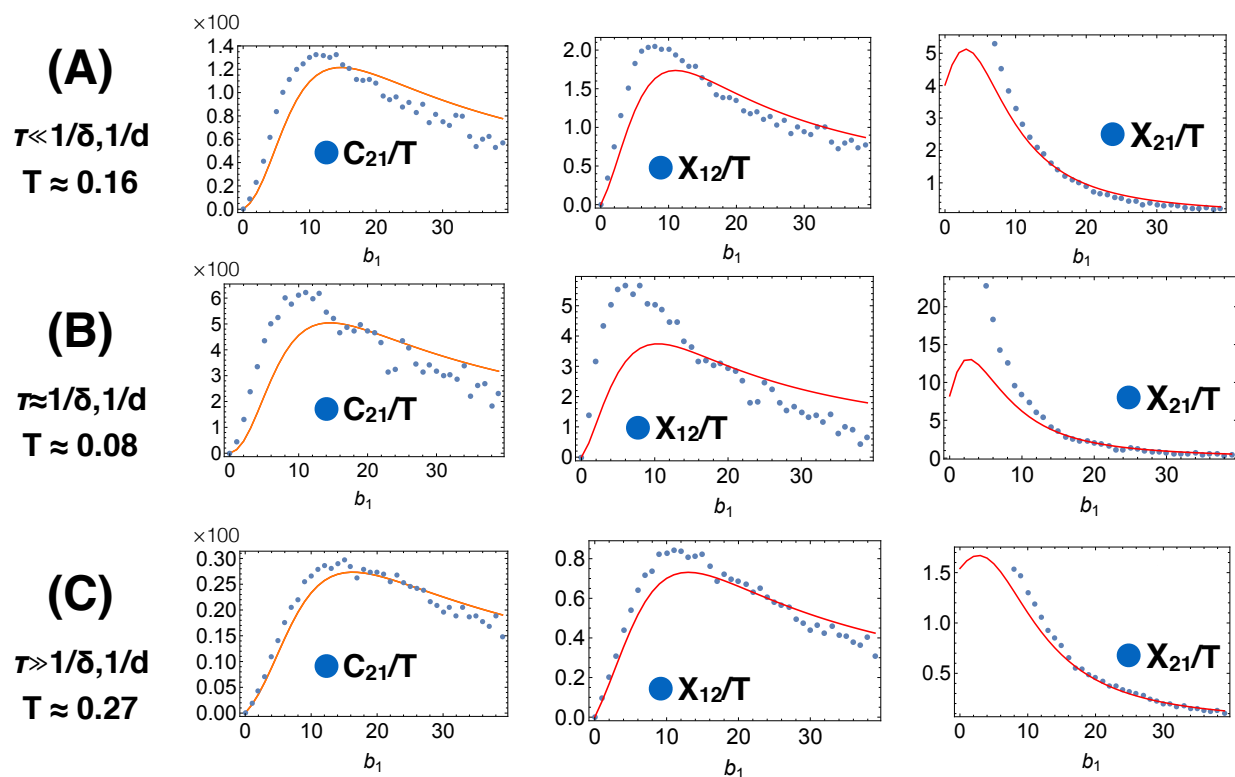 (A)
τ≪1/δ,1/d
T ≈ 0.16
×100
1.4
1.2
1.0
0.8
0.6
0.4
0.2
0.0
0 10 20 30
b1
C21/T
2.0
1.5
1.0
0.5
0.0
0 10 20 30
b1
X12/T
5
4
3
2
1
0 10 20 30
b1
X21/T
(B)
τ≈1/δ,1/d
T ≈ 0.08
×100
6
5
4
3
2
1
0
0 10 20 30
b1
C21/T
5
4
3
2
1
0
0 10 20 30
b1
X12/T
20
15
10
5
0
0 10 20 30
b1
X21/T
(C)
τ≫1/δ,1/d
T ≈ 0.27
×100
0.30
0.25
0.20
0.15
0.10
0.05
0.00
0 10 20 30
b1
C21/T
0.8
0.6
0.4
0.2
0.0
0 10 20 30
b1
X12/T
1.5
1.0
0.5
0 10 20 30
b1
X21/T